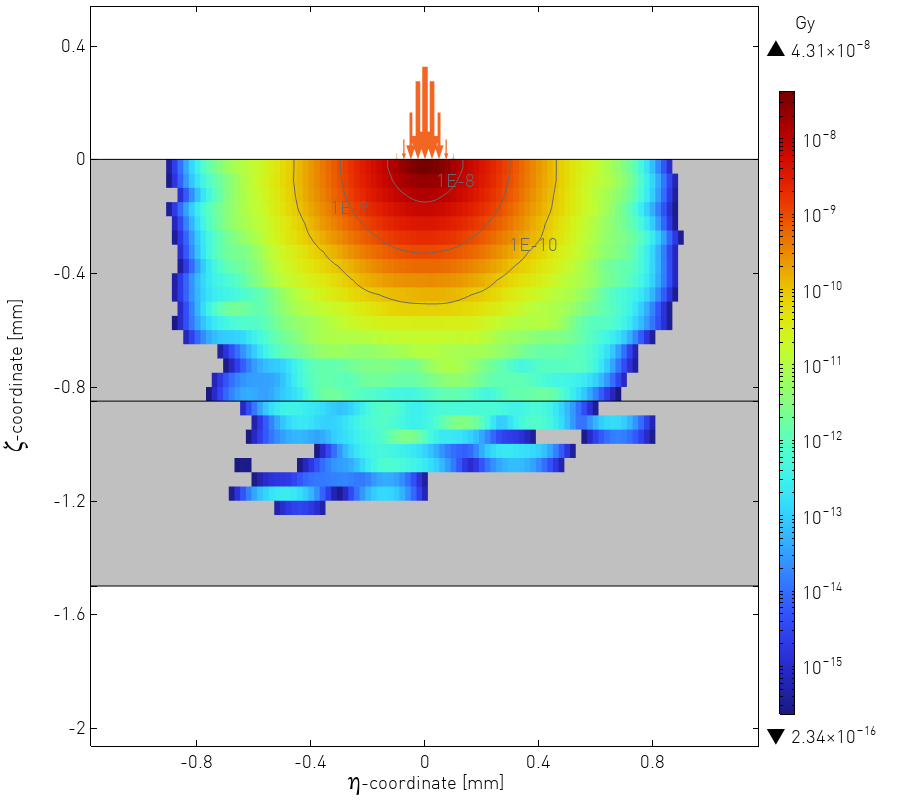 Gy
4.31×10⁻⁸
0.4
10⁻⁸
0
1E-8
1E-9
10⁻⁹
1E-10
-0.4
10⁻¹⁰
ζ-coordinate [mm]
10⁻¹¹
-0.8
10⁻¹²
-1.2
10⁻¹³
10⁻¹⁴
-1.6
10⁻¹⁵
-2
2.34×10⁻¹⁶
-0.8 -0.4 0 0.4 0.8
η-coordinate [mm]